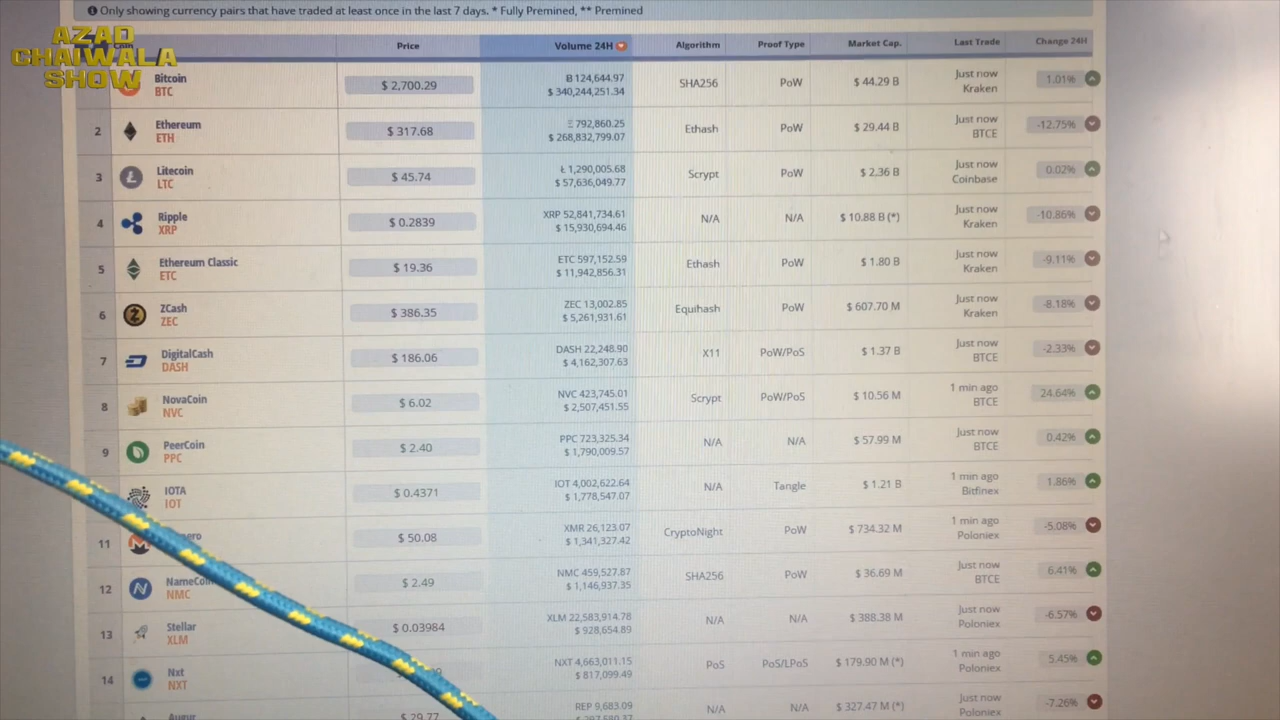 Only showing currency pairs that have traded at least once in the last 7 days. * Fully Premined, ** Premined
AZAD
CHAIWALA
SHOW
Price Volume 24H Algorithm Proof Type Market Cap. Last Trade Change 24H
Bitcoin BTC $ 2,700.29 Ƀ 124,644.97 $ 340,244,251.34 SHA256 PoW $ 44.29 B Just now Kraken 1.01%
2 Ethereum ETH $ 317.68 Ξ 792,860.25 $ 268,832,799.07 Ethash PoW $ 29.44 B Just now BTCE -12.75%
3 Litecoin LTC $ 45.74 Ł 1,290,005.68 $ 57,636,049.77 Scrypt PoW $ 2.36 B Just now Coinbase 0.02%
4 Ripple XRP $ 0.2839 XRP 52,841,734.61 $ 15,930,694.46 N/A N/A $ 10.88 B (*) Just now Kraken -10.86%
5 Ethereum Classic ETC $ 19.36 ETC 597,152.59 $ 11,942,856.31 Ethash PoW $ 1.80 B Just now Kraken -9.11%
6 ZCash ZEC $ 386.35 ZEC 13,002.85 $ 5,261,931.61 Equihash PoW $ 607.70 M Just now Kraken -8.18%
7 DigitalCash DASH $ 186.06 DASH 22,248.90 $ 4,162,307.63 X11 PoW/PoS $ 1.37 B Just now BTCE -2.33%
8 NovaCoin NVC $ 6.02 NVC 423,745.01 $ 2,507,451.55 Scrypt PoW/PoS $ 10.56 M 1 min ago BTCE 24.64%
9 PeerCoin PPC $ 2.40 PPC 723,325.34 $ 1,790,009.57 N/A N/A $ 57.99 M Just now BTCE 0.42%
IOTA IOT $ 0.4371 IOT 4,002,622.64 $ 1,778,547.07 N/A Tangle $ 1.21 B 1 min ago Bitfinex 1.86%
11 $ 50.08 XMR 26,123.07 $ 1,341,327.42 CryptoNight PoW $ 734.32 M 1 min ago Poloniex -5.08%
12 NameCoin NMC $ 2.49 NMC 459,527.87 $ 1,146,937.35 SHA256 PoW $ 36.69 M Just now BTCE 6.41%
13 Stellar XLM $ 0.03984 XLM 22,583,914.78 $ 928,654.89 N/A N/A $ 388.38 M Just now Poloniex -6.57%
14 Nxt NXT NXT 4,663,011.15 $ 817,099.49 PoS PoS/LPoS $ 179.90 M (*) 1 min ago Poloniex 5.45%
Augur $ 29.77 REP 9,683.09 N/A N/A $ 327.47 M (*) Just now Poloniex -7.26%